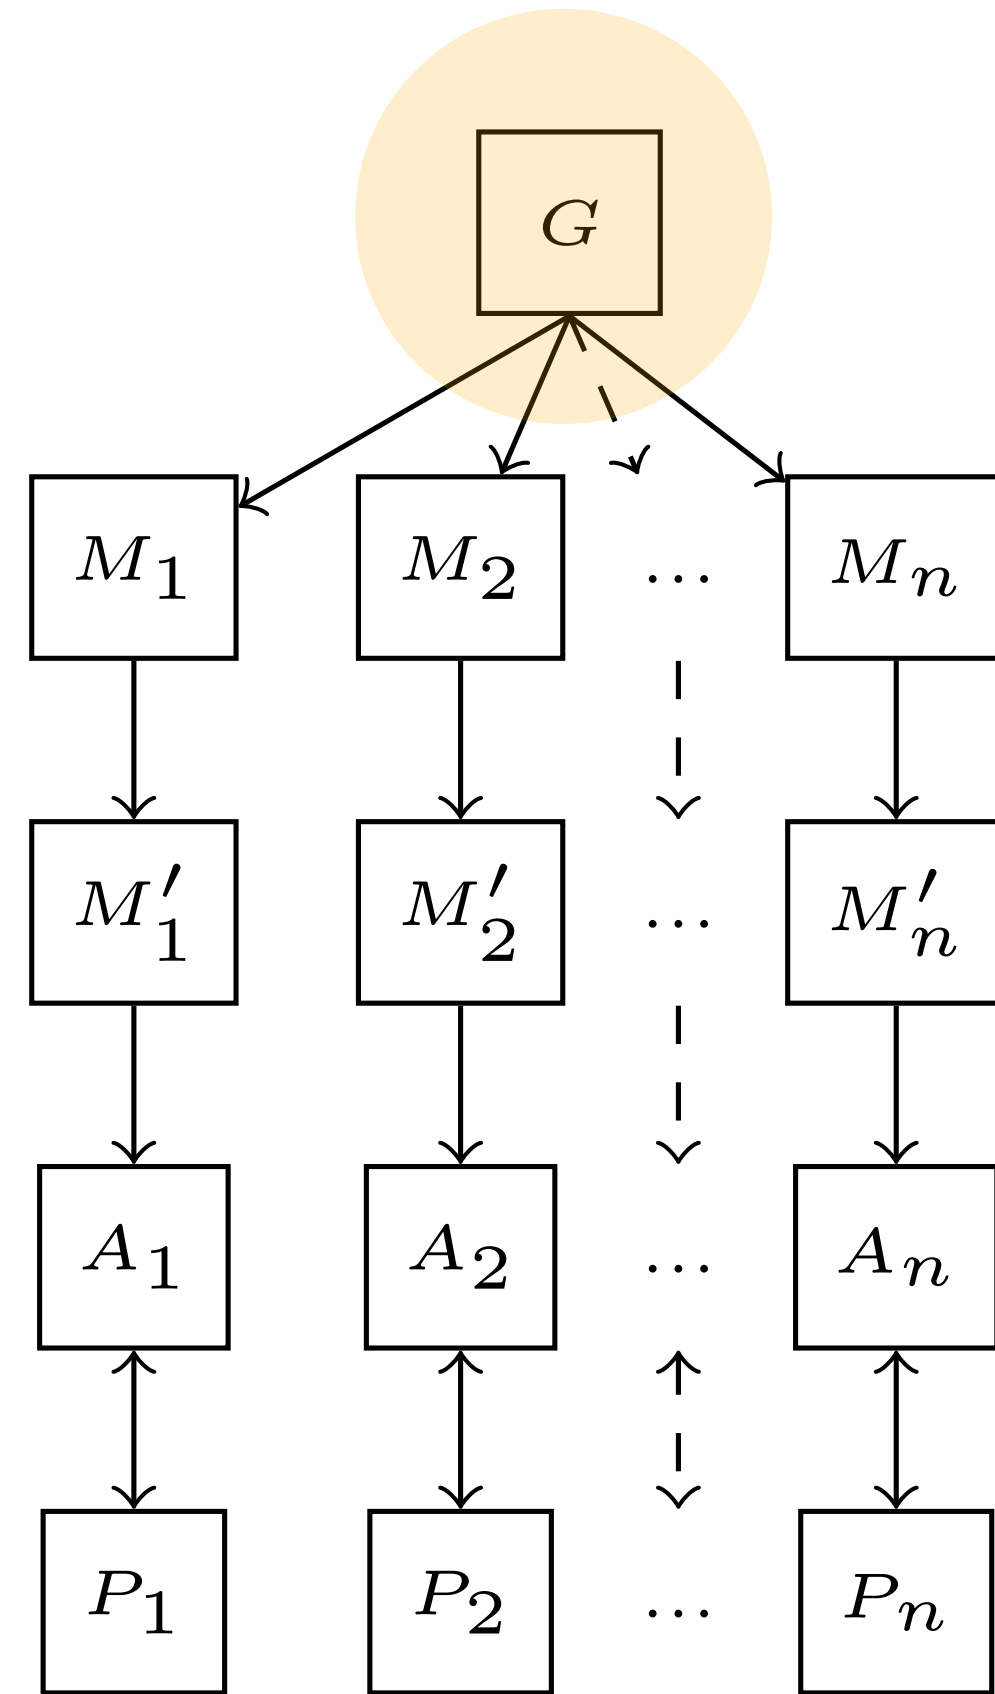 G
M₁ M₂ … Mₙ
M′₁ M′₂ … M′ₙ
A₁ A₂ … Aₙ
P₁ P₂ … Pₙ